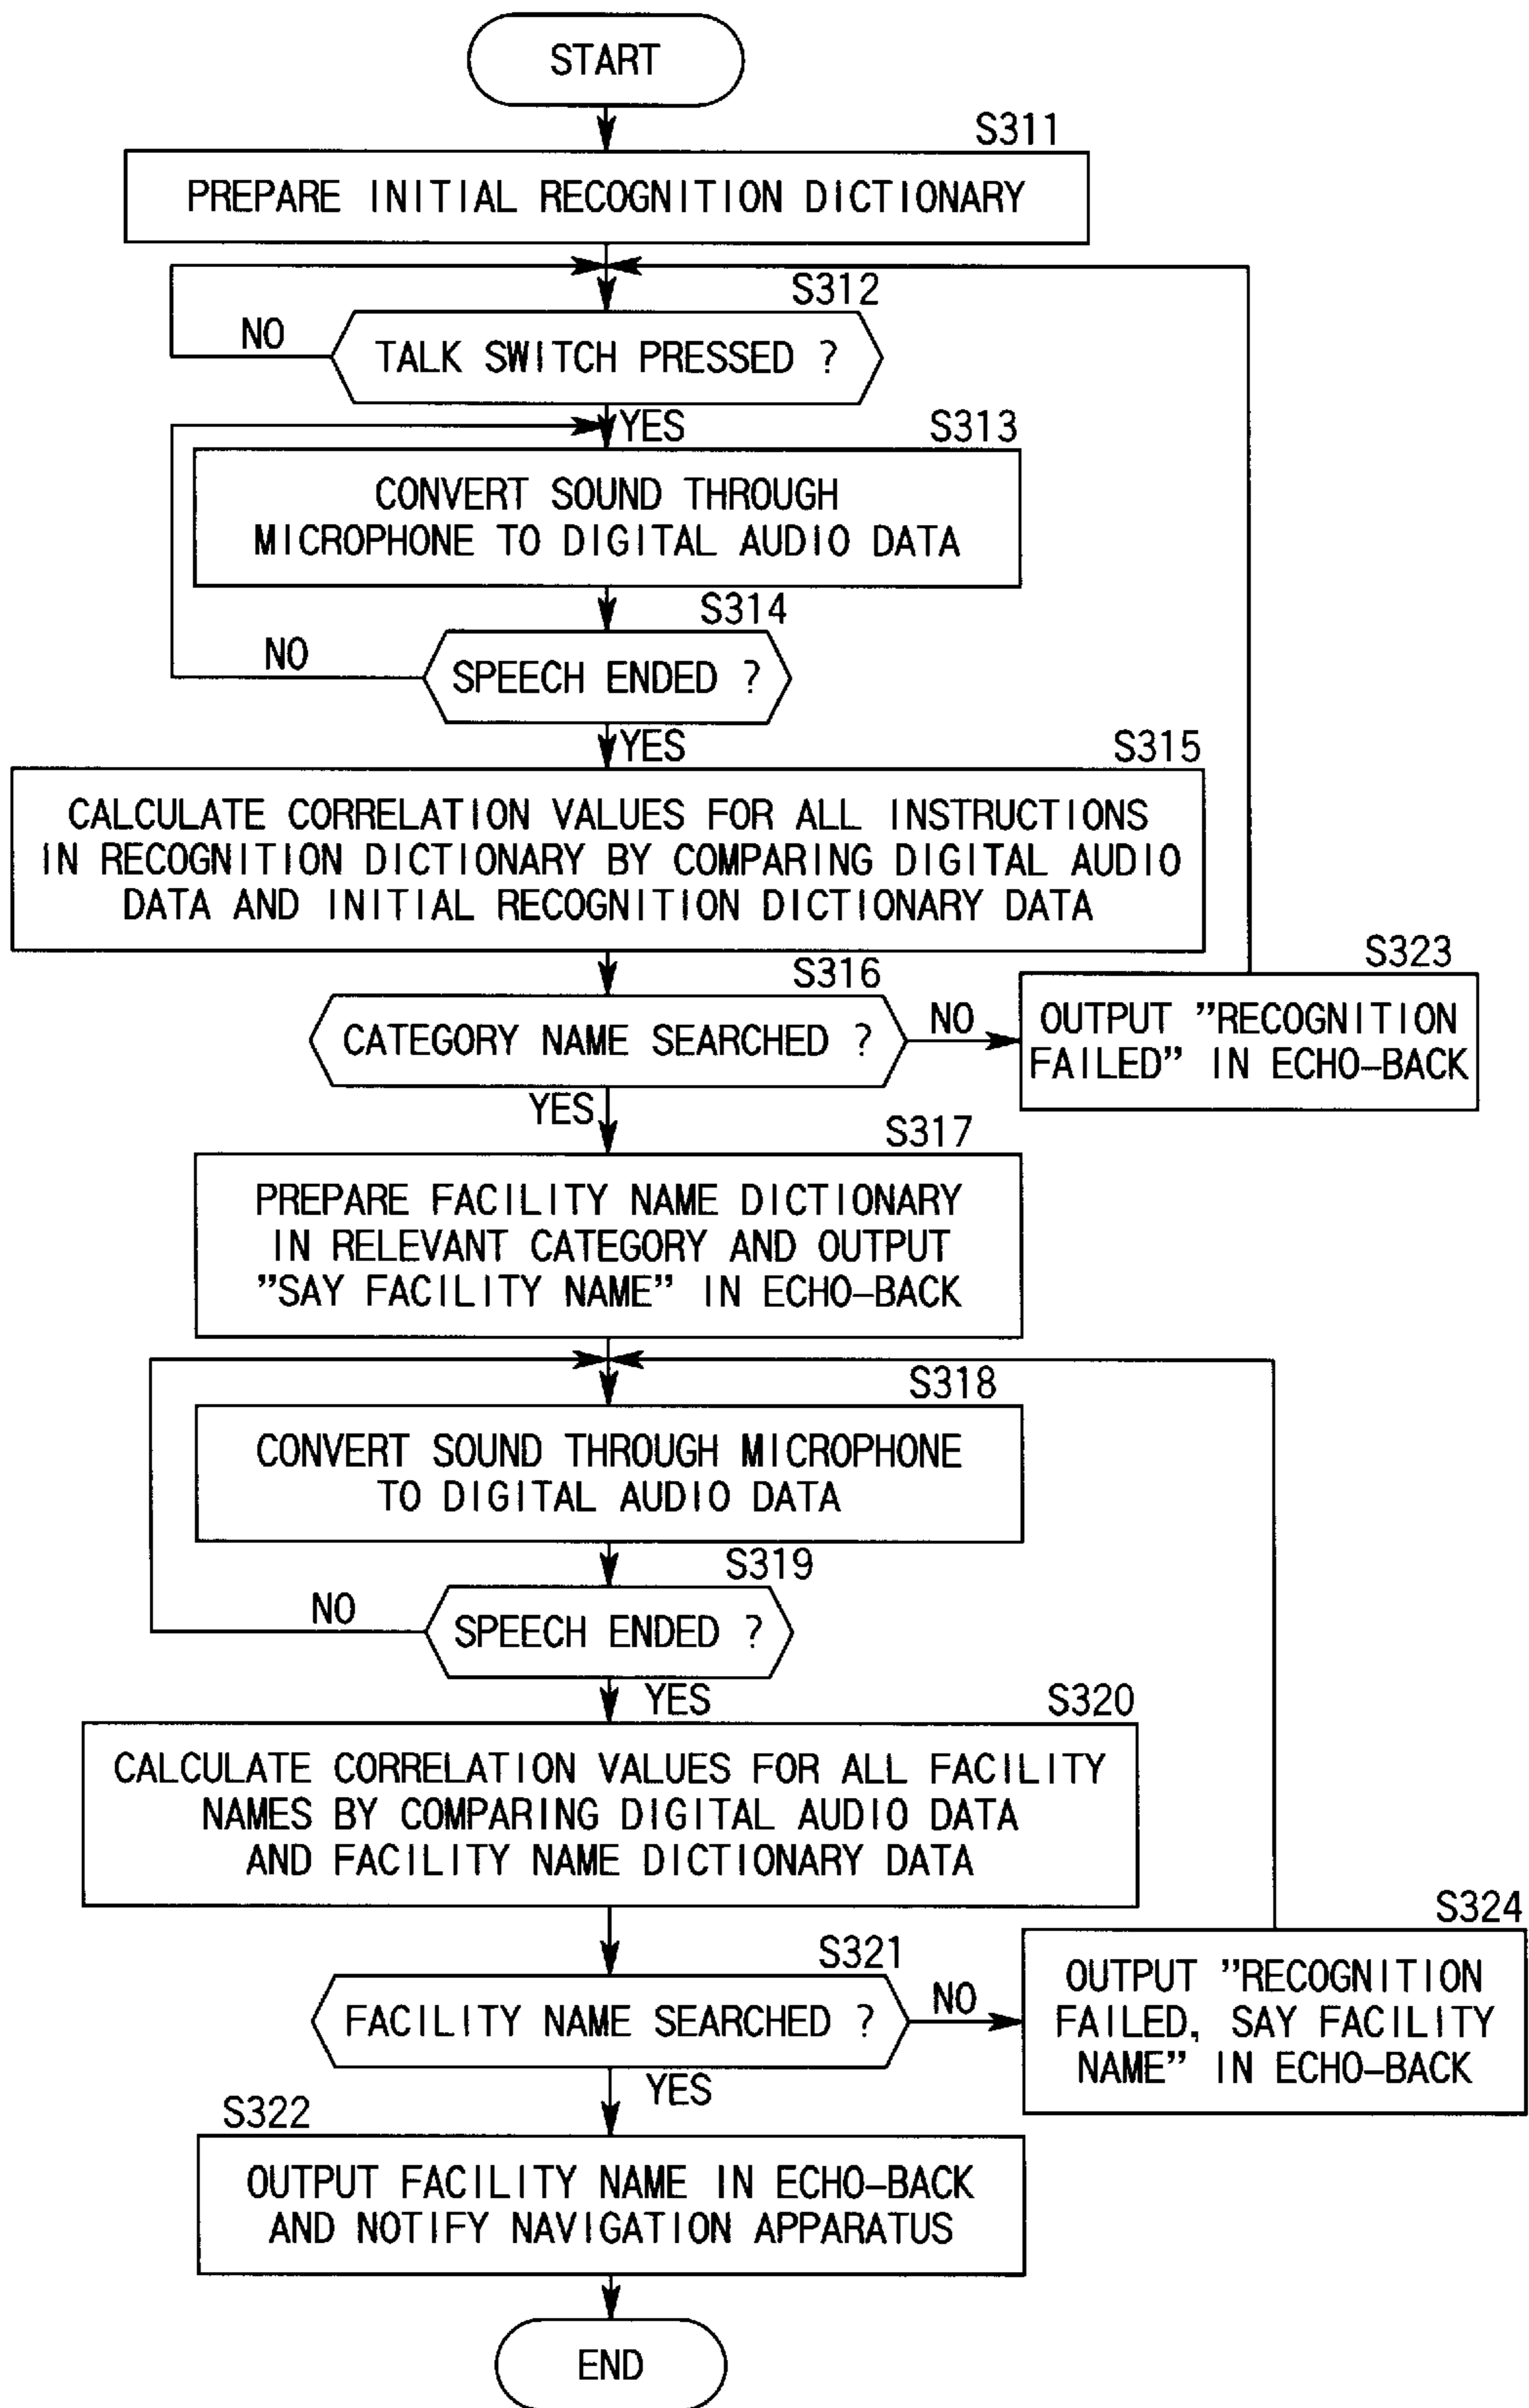 START
S311
PREPARE INITIAL RECOGNITION DICTIONARY
S312
NO
TALK SWITCH PRESSED ?
YES
S313
CONVERT SOUND THROUGH
MICROPHONE TO DIGITAL AUDIO DATA
S314
NO
SPEECH ENDED ?
YES
S315
CALCULATE CORRELATION VALUES FOR ALL INSTRUCTIONS
IN RECOGNITION DICTIONARY BY COMPARING DIGITAL AUDIO
DATA AND INITIAL RECOGNITION DICTIONARY DATA
S316
CATEGORY NAME SEARCHED ?
NO
S323
OUTPUT "RECOGNITION
FAILED" IN ECHO-BACK
YES
S317
PREPARE FACILITY NAME DICTIONARY
IN RELEVANT CATEGORY AND OUTPUT
"SAY FACILITY NAME" IN ECHO-BACK
S318
CONVERT SOUND THROUGH MICROPHONE
TO DIGITAL AUDIO DATA
S319
NO
SPEECH ENDED ?
YES
S320
CALCULATE CORRELATION VALUES FOR ALL FACILITY
NAMES BY COMPARING DIGITAL AUDIO DATA
AND FACILITY NAME DICTIONARY DATA
S321
FACILITY NAME SEARCHED ?
NO
S324
OUTPUT "RECOGNITION
FAILED, SAY FACILITY
NAME" IN ECHO-BACK
YES
S322
OUTPUT FACILITY NAME IN ECHO-BACK
AND NOTIFY NAVIGATION APPARATUS
END